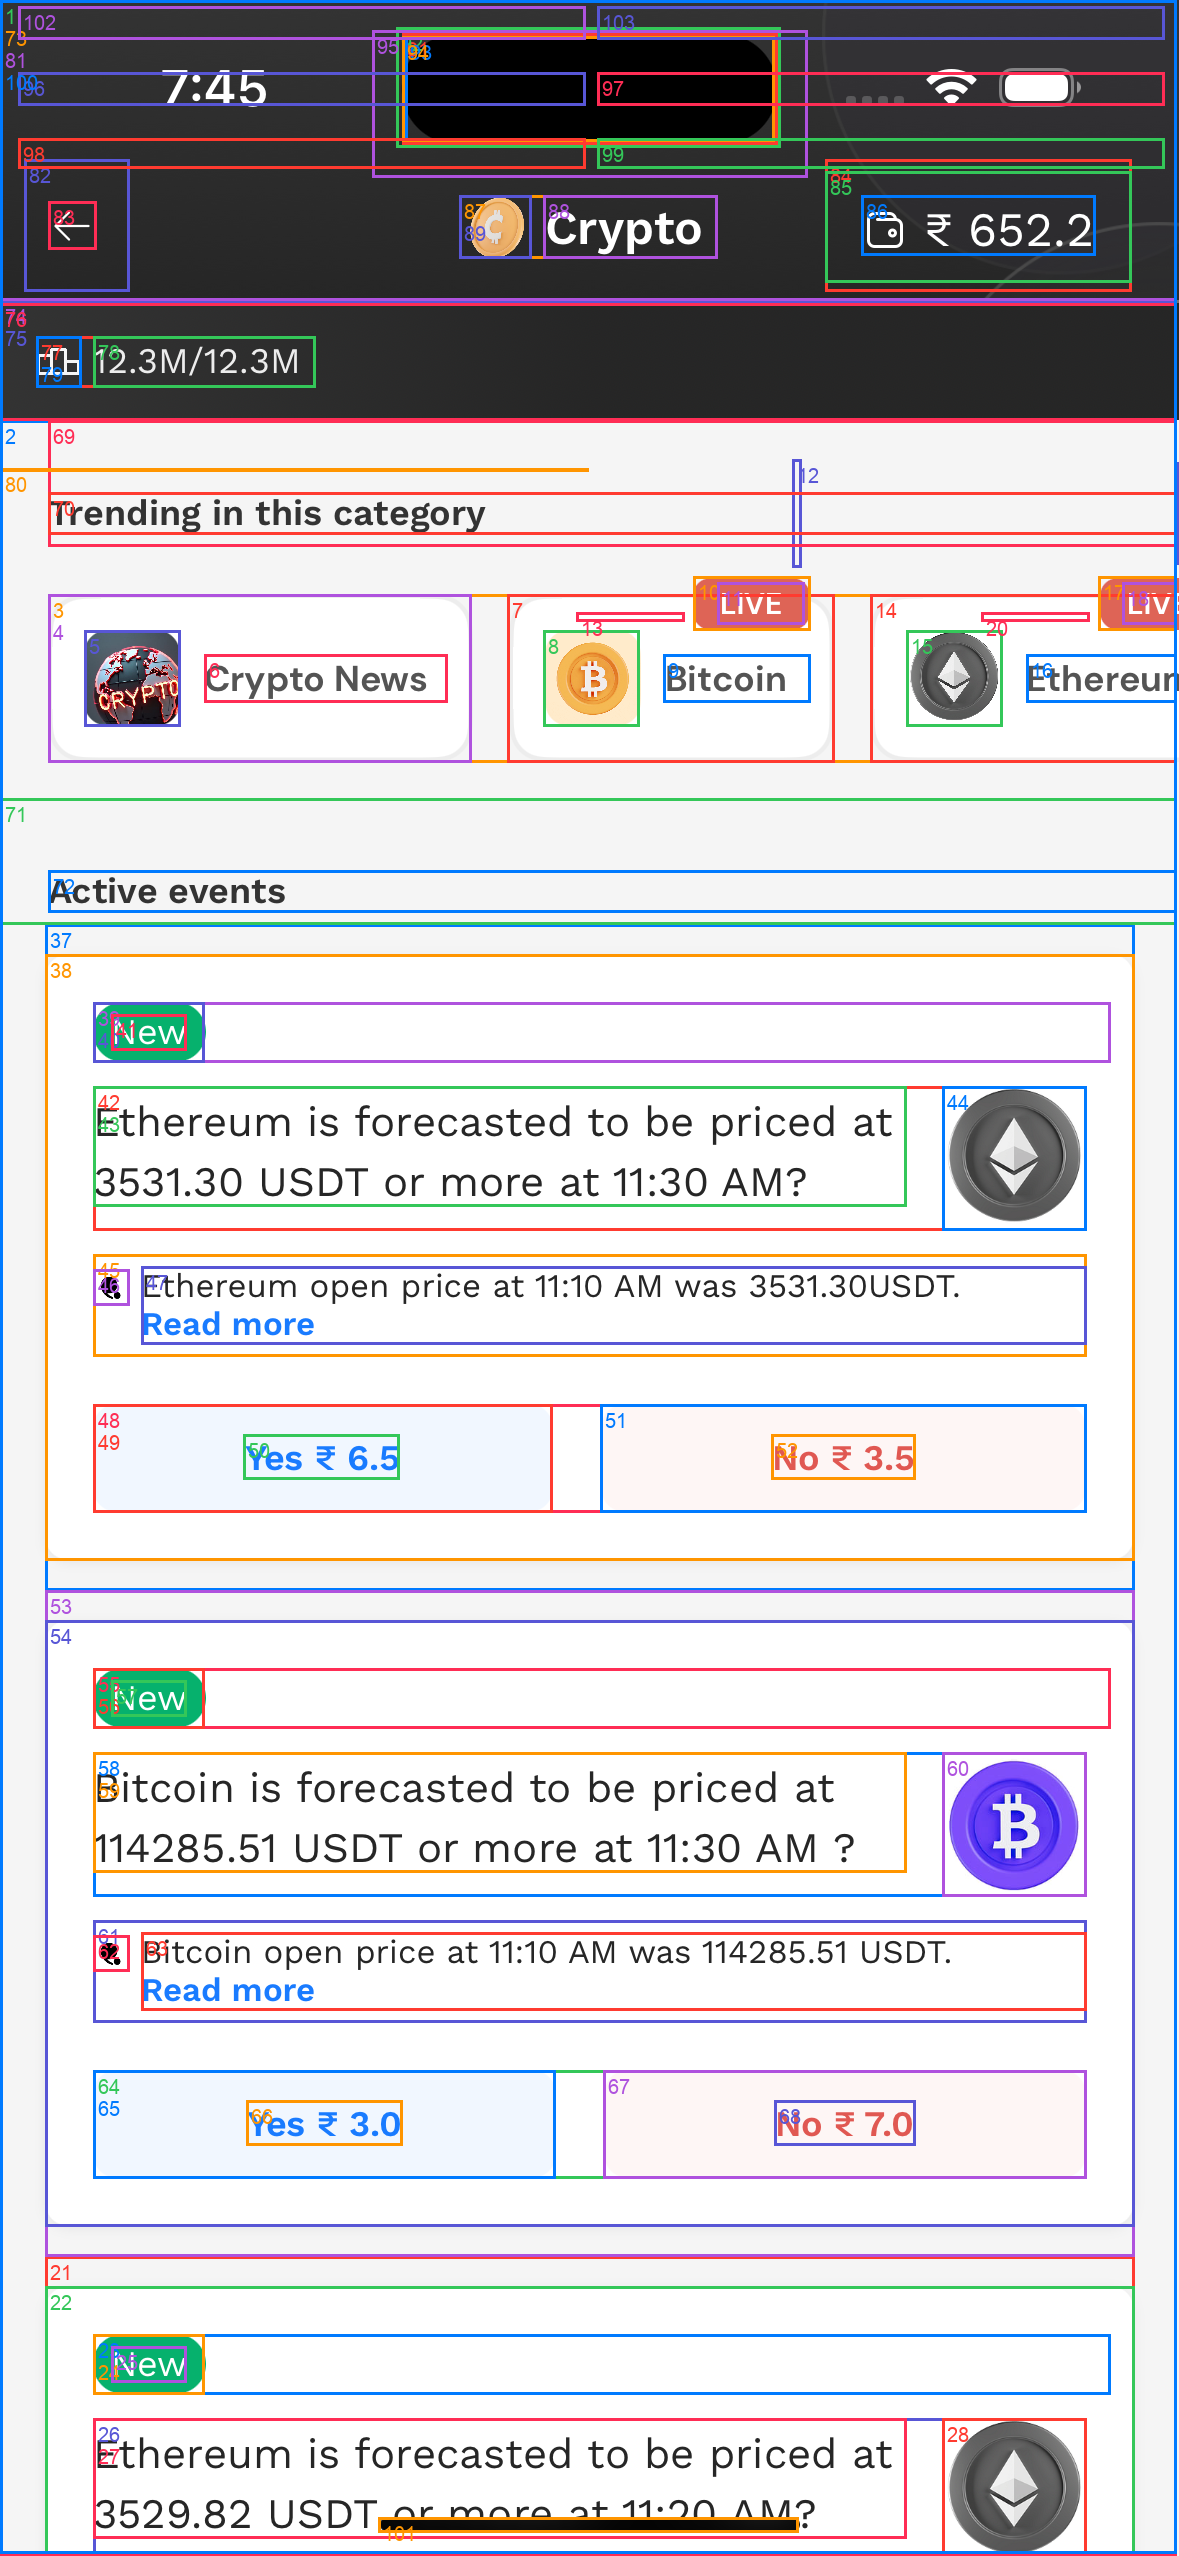 7:45
Crypto
₹ 652.2
12.3M/12.3M
Trending in this category
LIVE
LIVE
CRYPTO
Crypto News
Bitcoin
Ethereum
Active events
New
Ethereum is forecasted to be priced at
3531.30 USDT or more at 11:30 AM?
Ethereum open price at 11:10 AM was 3531.30USDT.
Read more
Yes ₹ 6.5
No ₹ 3.5
New
Bitcoin is forecasted to be priced at
114285.51 USDT or more at 11:30 AM ?
Bitcoin open price at 11:10 AM was 114285.51 USDT.
Read more
Yes ₹ 3.0
No ₹ 7.0
New
Ethereum is forecasted to be priced at
3529.82 USDT or more at 11:20 AM?